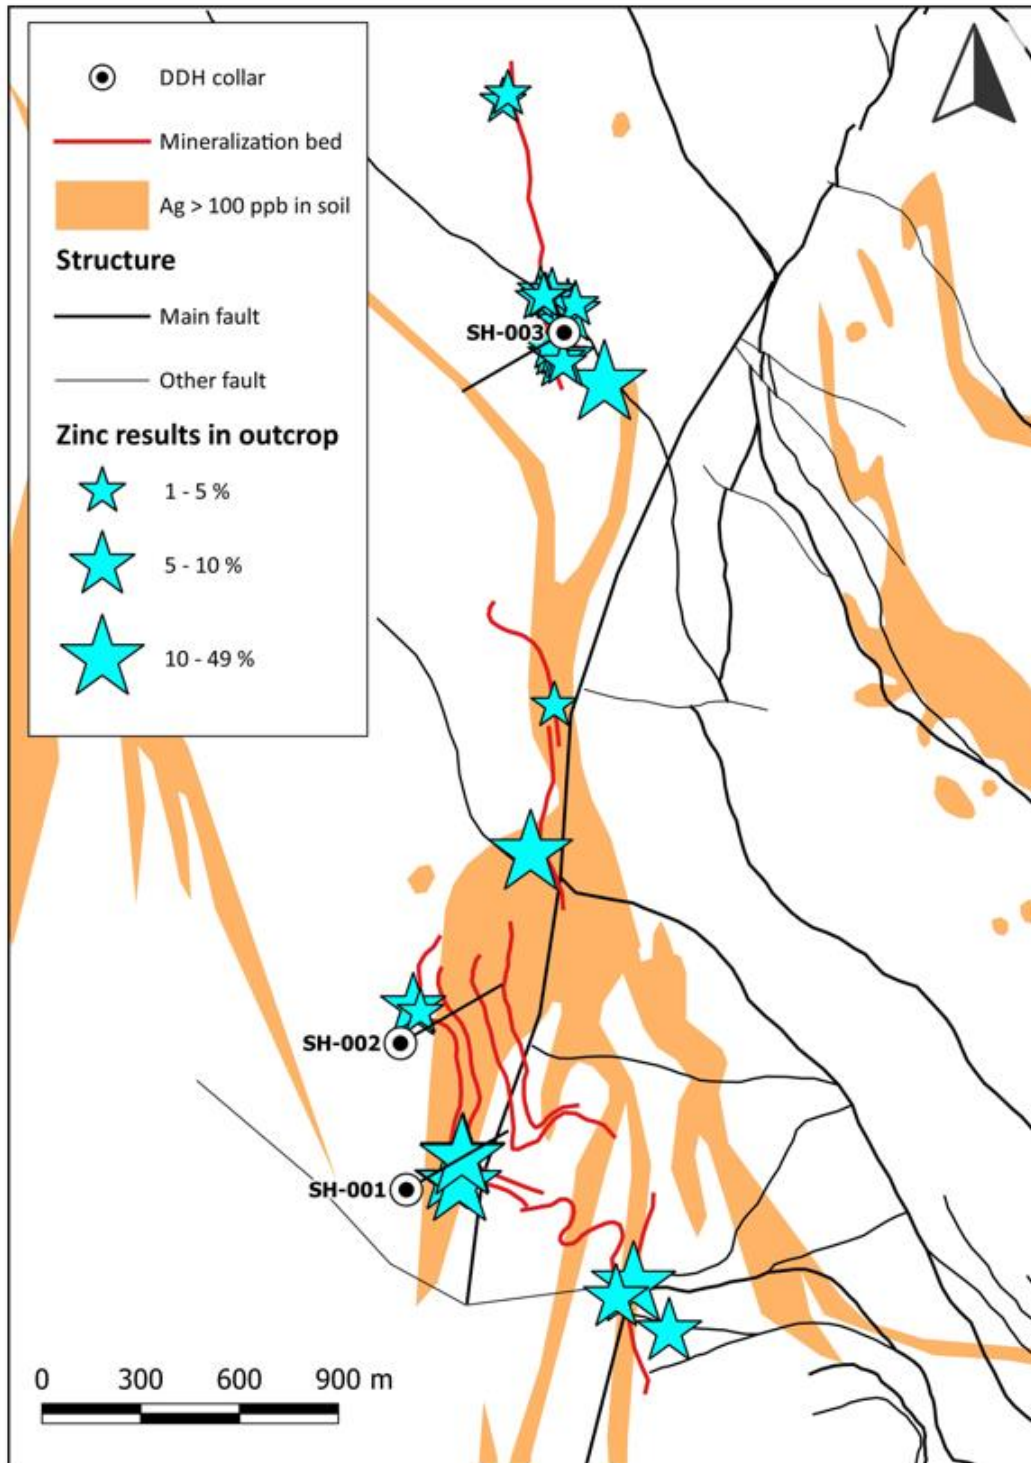 DDH collar
Mineralization bed
Ag > 100 ppb in soil
Structure
Main fault
Other fault
Zinc results in outcrop
1 - 5 %
5 - 10 %
10 - 49 %
SH-003
SH-002
SH-001
0 300 600 900 m